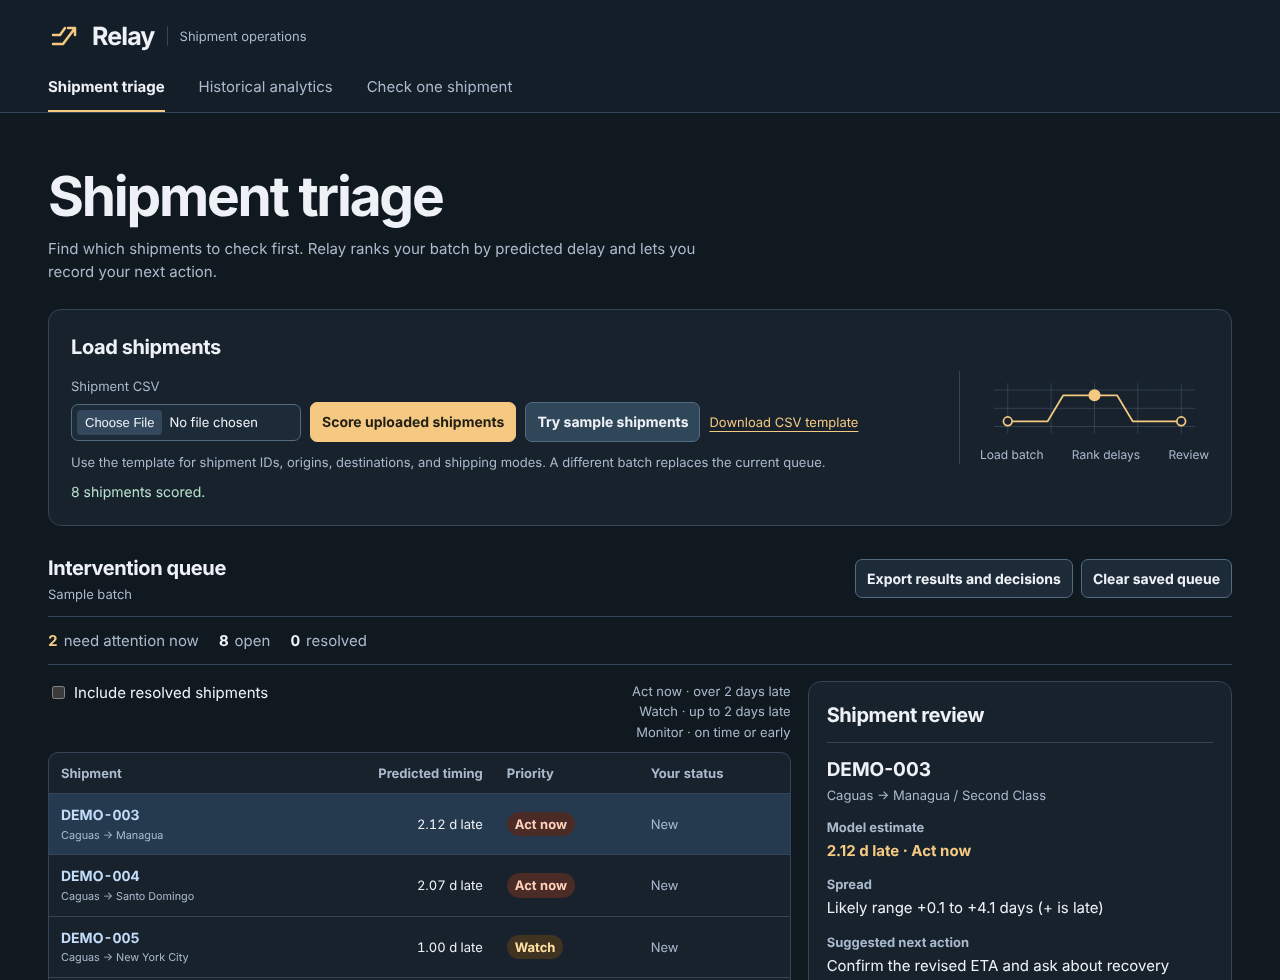 Relay
Shipment operations
Shipment triage
Historical analytics
Check one shipment
Shipment triage
Find which shipments to check first. Relay ranks your batch by predicted delay and lets you
record your next action.
Load shipments
Shipment CSV
Choose File No file chosen
Score uploaded shipments
Try sample shipments
Download CSV template
Use the template for shipment IDs, origins, destinations, and shipping modes. A different batch replaces the current queue.
8 shipments scored.
Load batch
Rank delays
Review
Intervention queue
Sample batch
Export results and decisions
Clear saved queue
2 need attention now
8 open
0 resolved
Include resolved shipments
Act now · over 2 days late
Watch · up to 2 days late
Monitor · on time or early
Shipment Predicted timing Priority Your status
DEMO-003
Caguas → Managua
2.12 d late Act now New
DEMO-004
Caguas → Santo Domingo
2.07 d late Act now New
DEMO-005
Caguas → New York City
1.00 d late Watch New
Shipment review
DEMO-003
Caguas → Managua / Second Class
Model estimate
2.12 d late · Act now
Spread
Likely range +0.1 to +4.1 days (+ is late)
Suggested next action
Confirm the revised ETA and ask about recovery